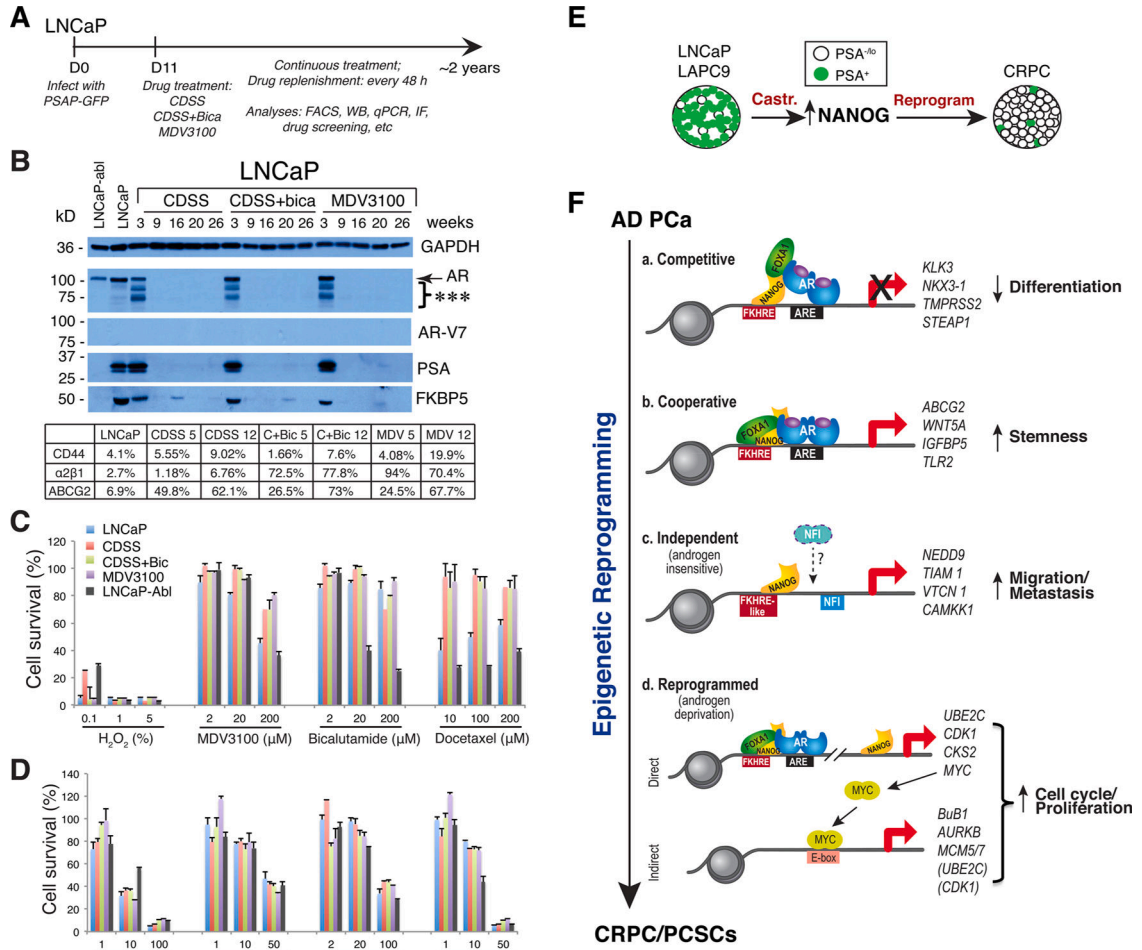 A
LNCaP
D0
Infect with
PSAP-GFP
D11
Drug treatment:
CDSS
CDSS+Bica
MDV3100
Continuous treatment;
Drug replenishment: every 48 h
Analyses: FACS, WB, qPCR, IF,
drug screening, etc
~2 years
B
LNCaP-abl
LNCaP
LNCaP
CDSS CDSS+bica MDV3100
kD 3 9 16 20 26 3 9 16 20 26 3 9 16 20 26 weeks
36 - GAPDH
100 - AR
75 - ***
100 -
75 - AR-V7
37 -
25 - PSA
50 - FKBP5
LNCaP CDSS 5 CDSS 12 C+Bic 5 C+Bic 12 MDV 5 MDV 12
CD44 4.1% 5.55% 9.02% 1.66% 7.6% 4.08% 19.9%
α2β1 2.7% 1.18% 6.76% 72.5% 77.8% 94% 70.4%
ABCG2 6.9% 49.8% 62.1% 26.5% 73% 24.5% 67.7%
C
LNCaP
CDSS
CDSS+Bic
MDV3100
LNCaP-Abl
Cell survival (%)
120
100
80
60
40
20
0
0.1 1 5 2 20 200 2 20 200 10 100 200
H2O2 (%) MDV3100 (μM) Bicalutamide (μM) Docetaxel (μM)
D
Cell survival (%)
140
120
100
80
60
40
20
0
1 10 100 1 10 50 2 20 100 1 10 50
E
LNCaP
LAPC9
PSA-/lo
PSA+
Castr.
↑NANOG
Reprogram
CRPC
F
AD PCa
Epigenetic Reprogramming
CRPC/PCSCs
a. Competitive
FOXA1
NANOG
AR
FKHRE
ARE
X
KLK3
NKX3-1
TMPRSS2
STEAP1
↓ Differentiation
b. Cooperative
FOXA1
NANOG
AR
FKHRE
ARE
ABCG2
WNT5A
IGFBP5
TLR2
↑ Stemness
c. Independent
(androgen
insensitive)
NFI
?
NANOG
FKHRE-
like
NFI
NEDD9
TIAM 1
VTCN 1
CAMKK1
↑ Migration/
Metastasis
d. Reprogrammed
(androgen
deprivation)
Direct
FOXA1
NANOG
AR
NANOG
FKHRE
ARE
UBE2C
CDK1
CKS2
MYC
MYC
Indirect
MYC
E-box
BuB1
AURKB
MCM5/7
(UBE2C)
(CDK1)
↑ Cell cycle/
Proliferation